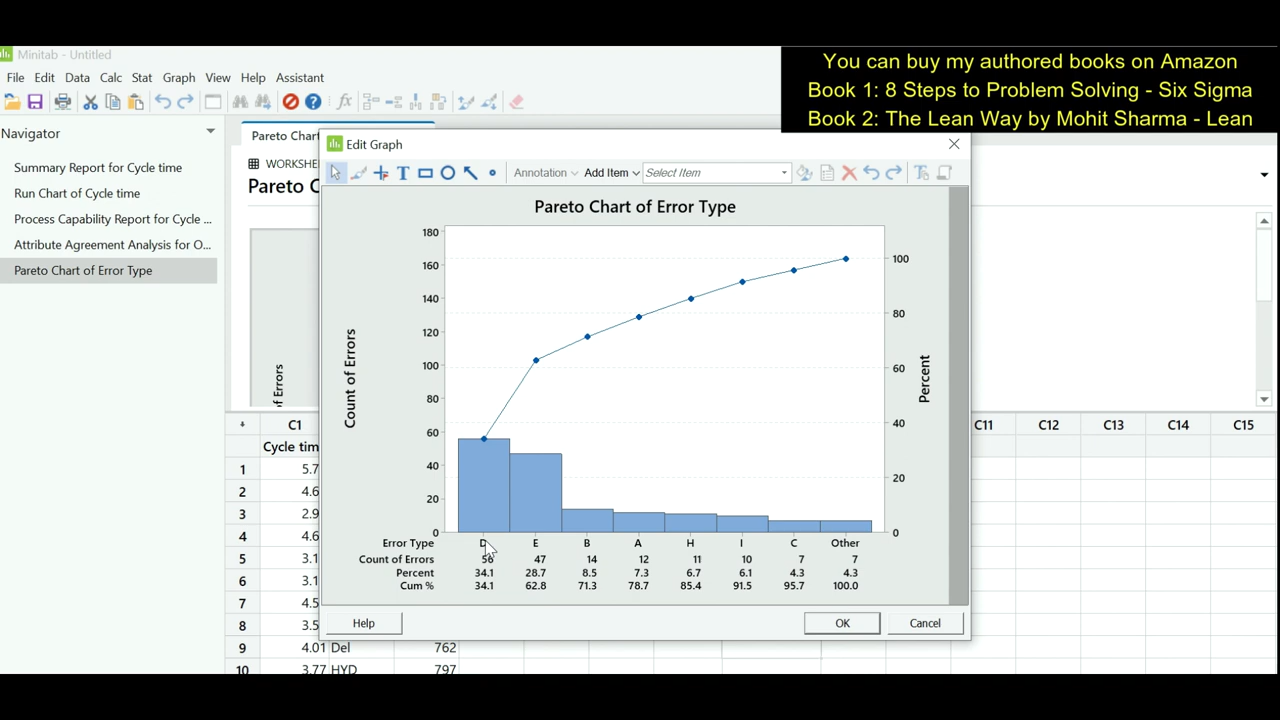 You can buy my authored books on Amazon
Book 1: 8 Steps to Problem Solving - Six Sigma
Book 2: The Lean Way by Mohit Sharma - Lean
Minitab - Untitled
File Edit Data Calc Stat Graph View Help Assistant
Navigator
Summary Report for Cycle time
Run Chart of Cycle time
Process Capability Report for Cycle ...
Attribute Agreement Analysis for O...
Pareto Chart of Error Type
Pareto Chart
WORKSHE
Pareto C
of Errors
Edit Graph
Annotation Add Item Select Item
Pareto Chart of Error Type
Count of Errors
180
160
140
120
100
80
60
40
20
0
100
80
60
40
20
0
Percent
Error Type D E B A H I C Other
Count of Errors 56 47 14 12 11 10 7 7
Percent 34.1 28.7 8.5 7.3 6.7 6.1 4.3 4.3
Cum % 34.1 62.8 71.3 78.7 85.4 91.5 95.7 100.0
Help OK Cancel
C1 C11 C12 C13 C14 C15
Cycle tim
1 5.7
2 4.6
3 2.9
4 4.6
5 3.1
6 3.1
7 4.5
8 3.5
9 4.01 Del 762
10 3.77 HYD 797